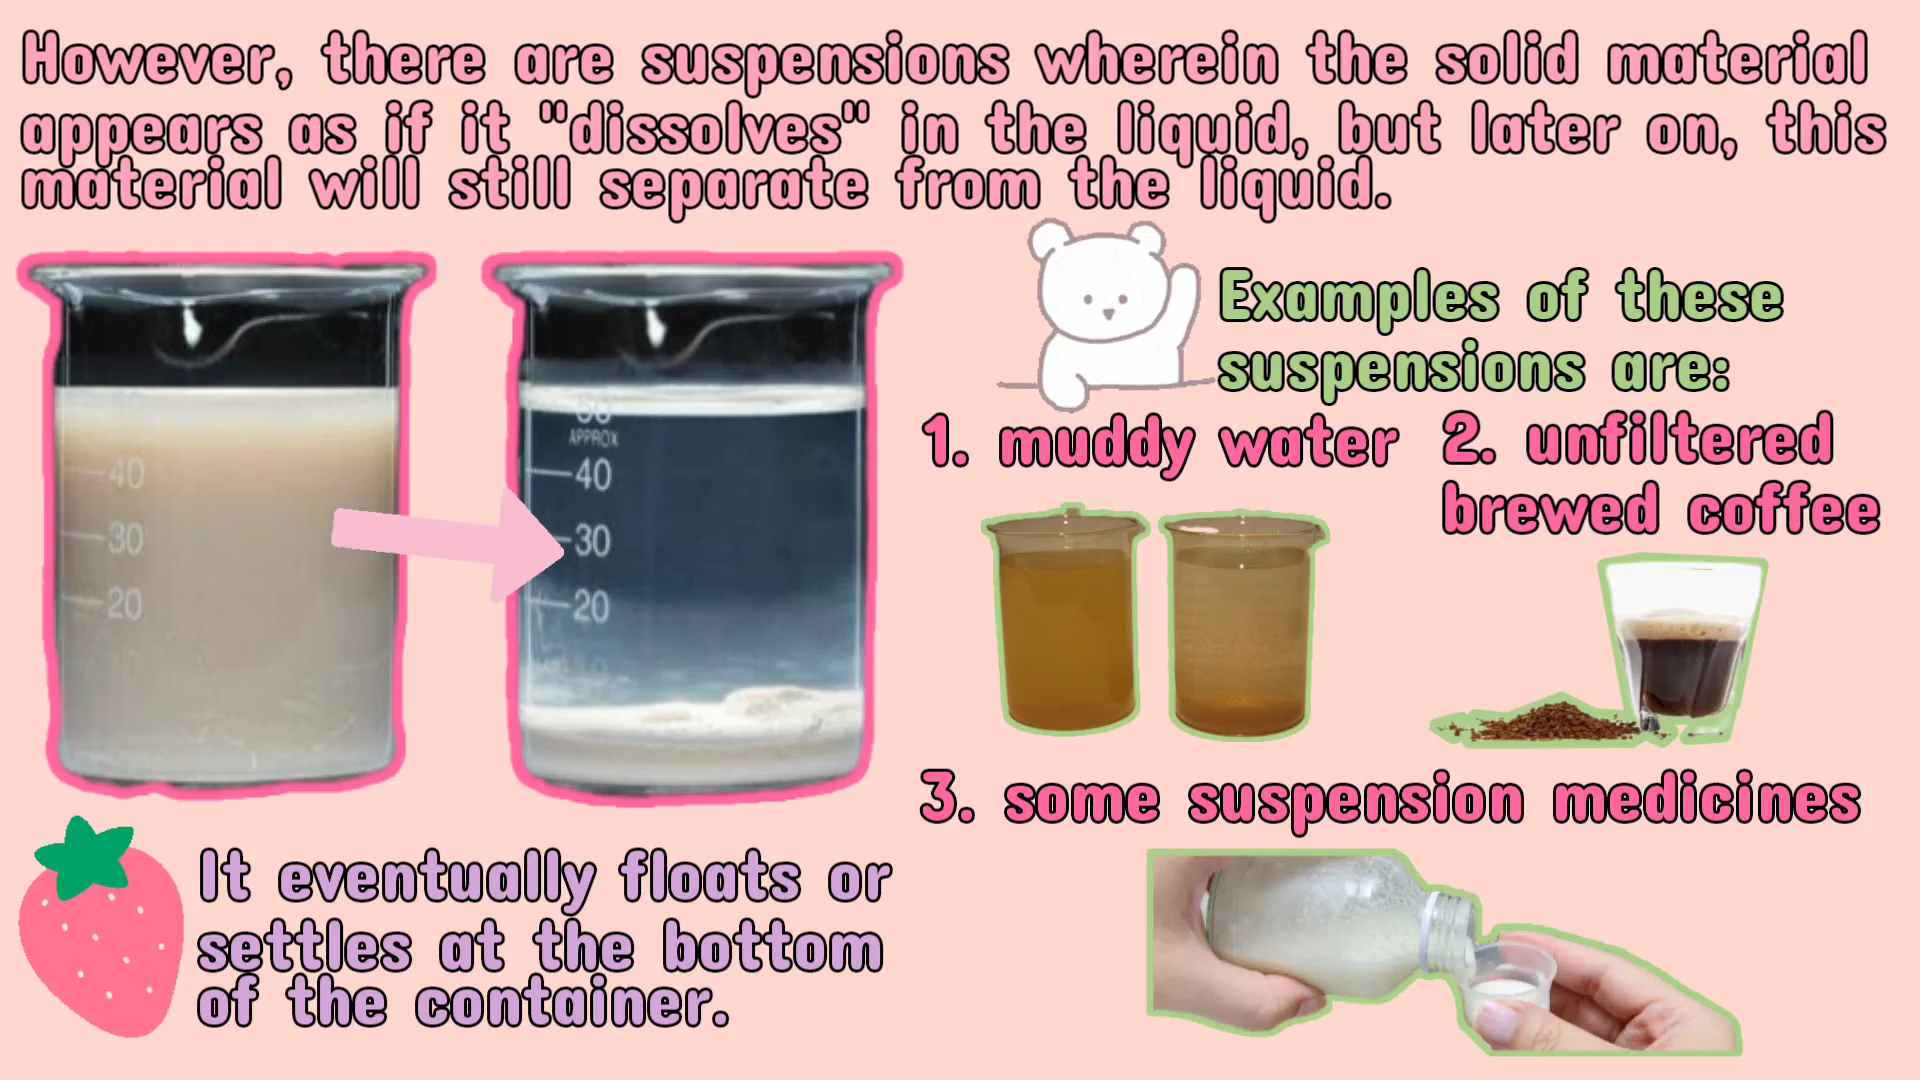 However, there are suspensions wherein the solid material
appears as if it "dissolves" in the liquid, but later on, this
material will still separate from the liquid.
40
30
20
50
APPROX
40
30
20
It eventually floats or
settles at the bottom
of the container.
Examples of these
suspensions are:
1. muddy water
2. unfiltered
brewed coffee
3. some suspension medicines